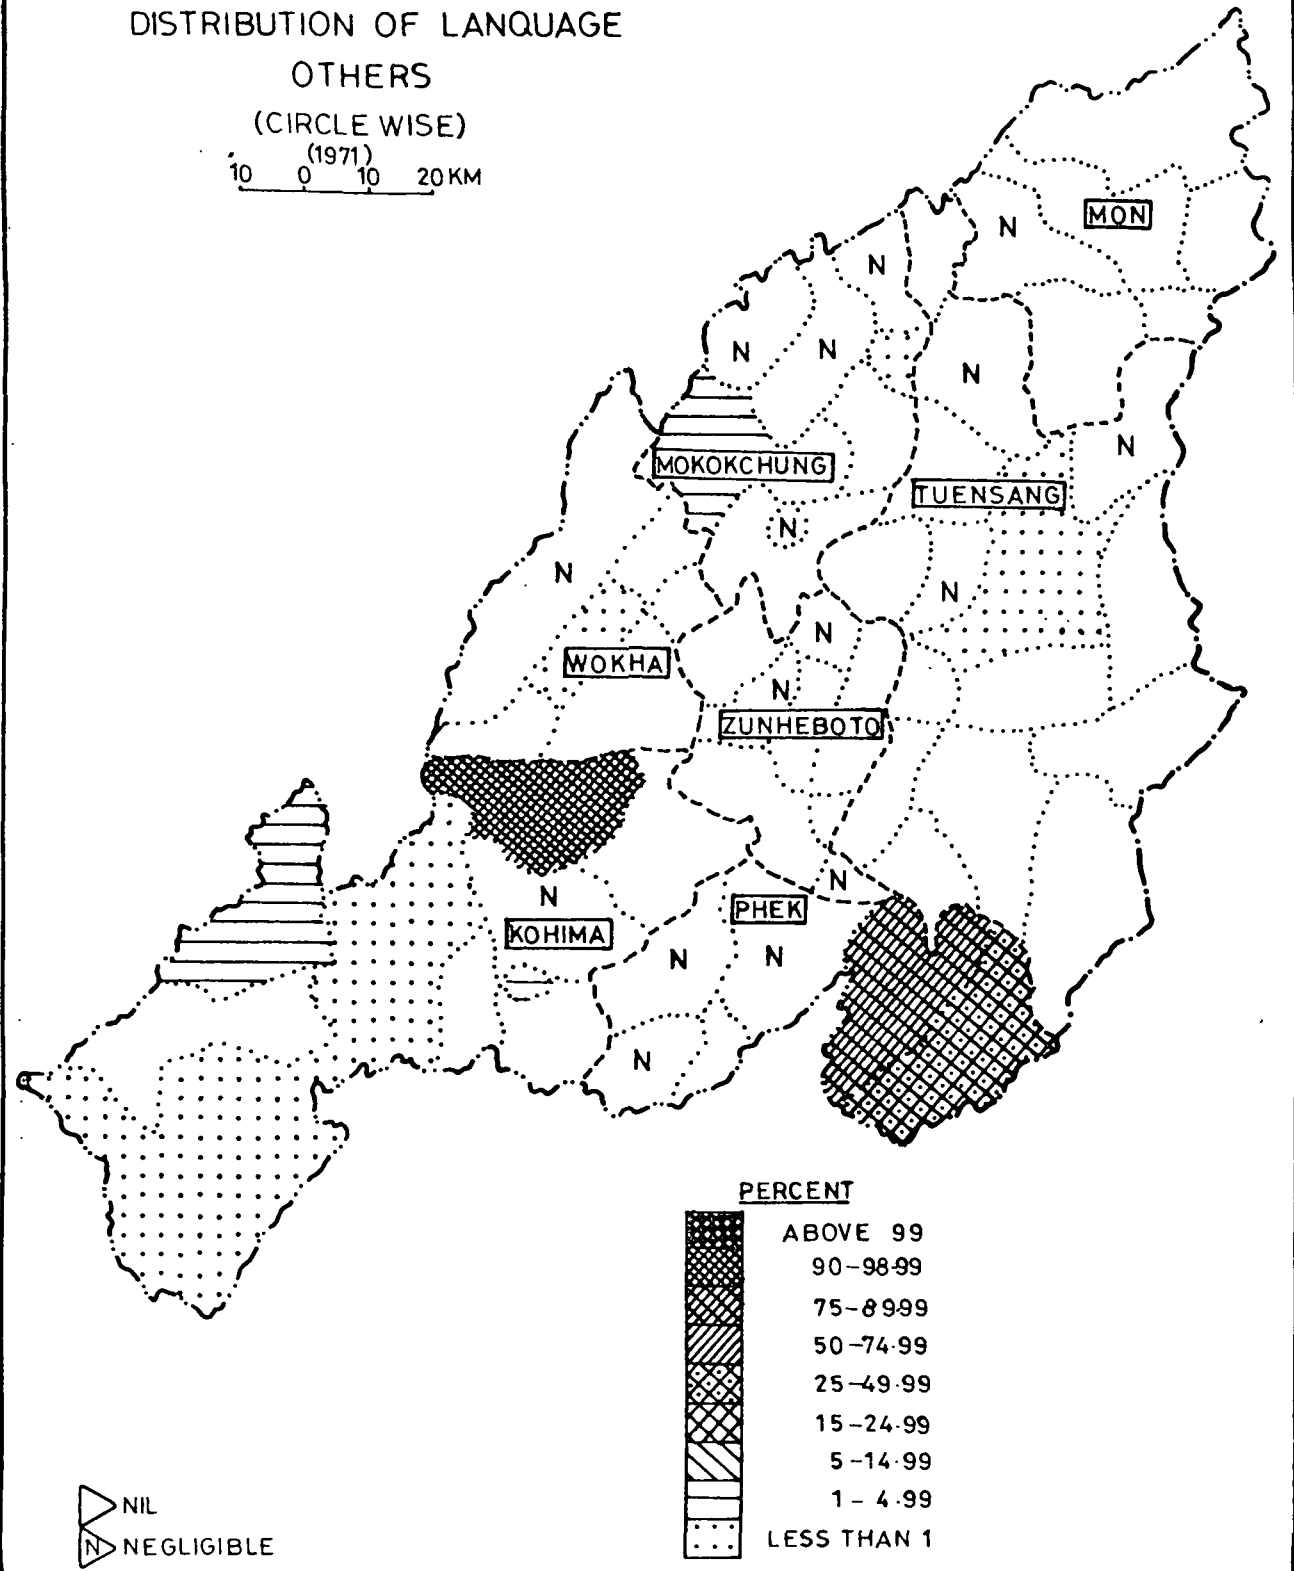 DISTRIBUTION OF LANQUAGE
OTHERS
(CIRCLE WISE)
(1971)
10 0 10 20 KM
MON
N
N
N
N
N
N
MOKOKCHUNG
TUENSANG
N
N
N
N
WOKHA
N
ZUNHEBOTO
N
N
PHEK
KOHIMA
N
N
N
PERCENT
ABOVE 99
90-98·99
75-89·99
50-74·99
25-49·99
15-24·99
5-14·99
1-4·99
LESS THAN 1
NIL
N NEGLIGIBLE